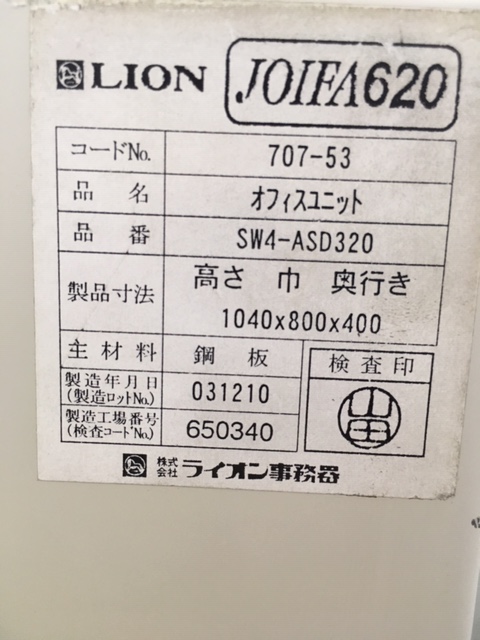 LION JOIFA620
コードNo. 707-53
品名 オフィスユニット
品番 SW4-ASD320
製品寸法 高さ 巾 奥行き
1040x800x400
主材料 鋼板 検査印
製造年月日
(製造ロットNo.) 031210
山田
製造工場番号
(検査コードNo.) 650340
株式会社 ライオン事務器